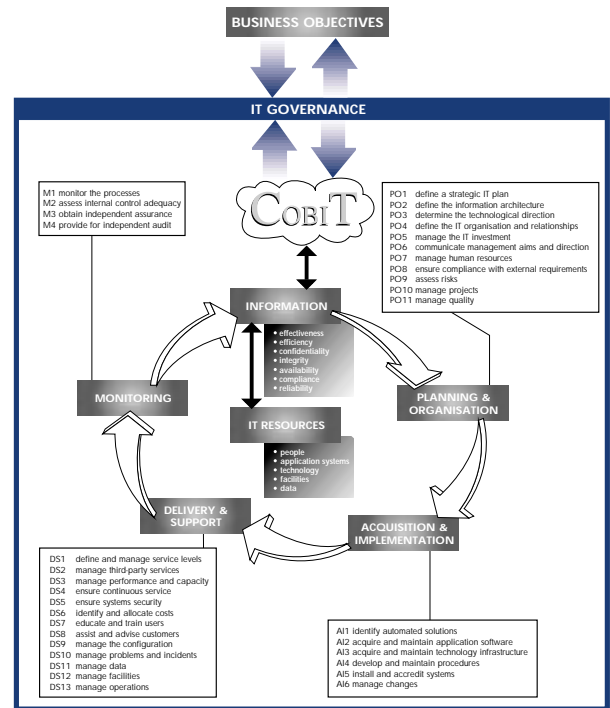 BUSINESS OBJECTIVES
IT GOVERNANCE
M1 monitor the processes
M2 assess internal control adequacy
M3 obtain independent assurance
M4 provide for independent audit
COBIT
PO1 define a strategic IT plan
PO2 define the information architecture
PO3 determine the technological direction
PO4 define the IT organisation and relationships
PO5 manage the IT investment
PO6 communicate management aims and direction
PO7 manage human resources
PO8 ensure compliance with external requirements
PO9 assess risks
PO10 manage projects
PO11 manage quality
INFORMATION
• effectiveness
• efficiency
• confidentiality
• integrity
• availability
• compliance
• reliability
MONITORING
PLANNING &
ORGANISATION
IT RESOURCES
• people
• application systems
• technology
• facilities
• data
DELIVERY &
SUPPORT
ACQUISITION &
IMPLEMENTATION
DS1 define and manage service levels
DS2 manage third-party services
DS3 manage performance and capacity
DS4 ensure continuous service
DS5 ensure systems security
DS6 identify and allocate costs
DS7 educate and train users
DS8 assist and advise customers
DS9 manage the configuration
DS10 manage problems and incidents
DS11 manage data
DS12 manage facilities
DS13 manage operations
AI1 identify automated solutions
AI2 acquire and maintain application software
AI3 acquire and maintain technology infrastructure
AI4 develop and maintain procedures
AI5 install and accredit systems
AI6 manage changes